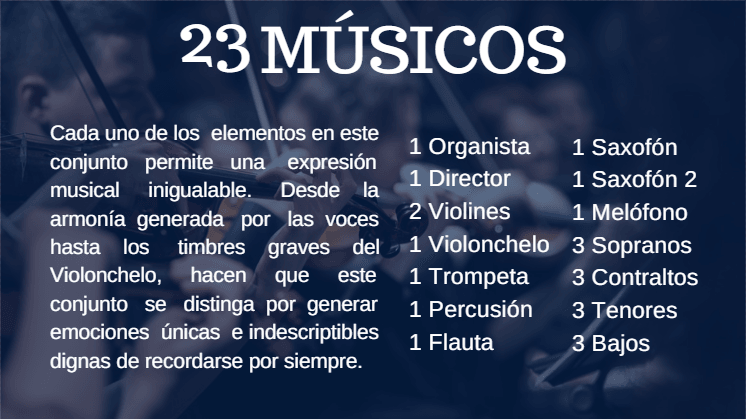 23 MÚSICOS
Cada uno de los elementos en este
conjunto permite una expresión
musical inigualable. Desde la
armonía generada por las voces
hasta los timbres graves del
Violonchelo, hacen que este
conjunto se distinga por generar
emociones únicas e indescriptibles
dignas de recordarse por siempre.
1 Organista
1 Director
2 Violines
1 Violonchelo
1 Trompeta
1 Percusión
1 Flauta
1 Saxofón
1 Saxofón 2
1 Melófono
3 Sopranos
3 Contraltos
3 Tenores
3 Bajos